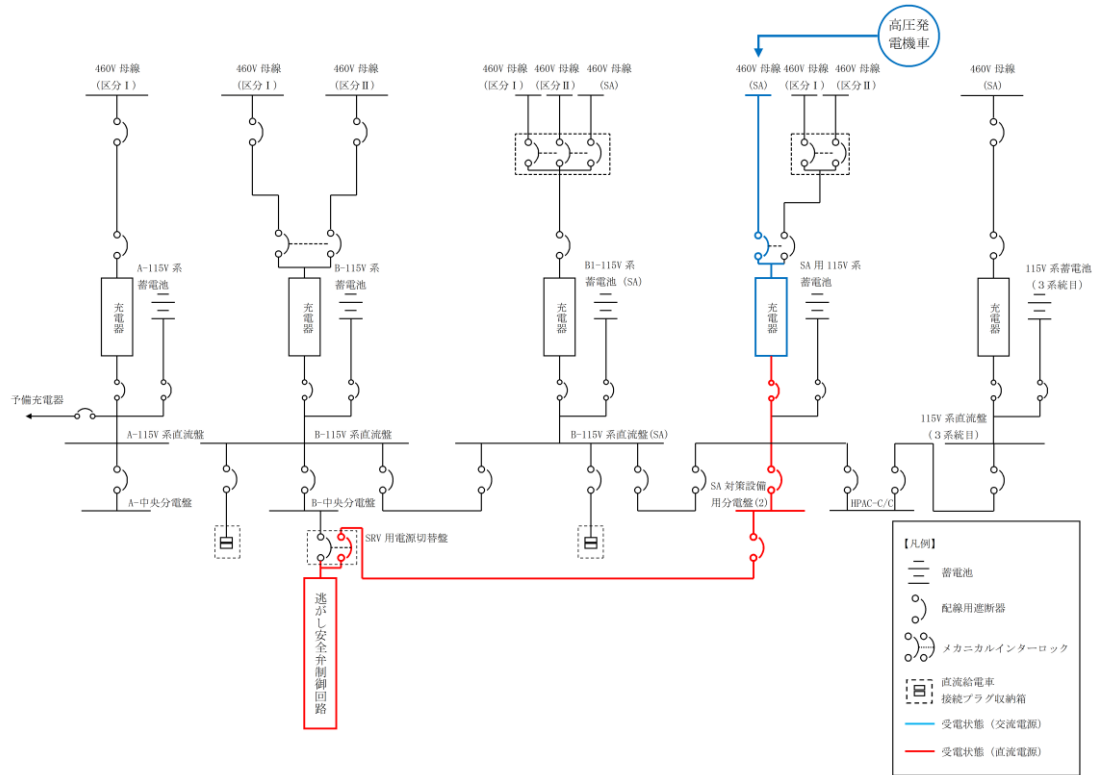 高圧発
電機車
460V 母線
(区分Ⅰ)
460V 母線
(区分Ⅰ)
460V 母線
(区分Ⅱ)
460V 母線
(区分Ⅰ)
460V 母線
(区分Ⅱ)
460V 母線
(SA)
460V 母線
(SA)
460V 母線
(区分Ⅰ)
460V 母線
(区分Ⅱ)
460V 母線
(SA)
A-115V 系
蓄電池
充電器
B-115V 系
蓄電池
充電器
B1-115V 系
蓄電池 (SA)
充電器
SA 用 115V 系
蓄電池
充電器
115V 系蓄電池
(3系統目)
充電器
予備充電器
A-115V 系直流盤
B-115V 系直流盤
B-115V 系直流盤(SA)
115V 系直流盤
(3系統目)
A-中央分電盤
B-中央分電盤
SA 対策設備
用分電盤(2)
HPAC-C/C
SRV 用電源切替盤
逃がし安全弁制御回路
【凡例】
蓄電池
配線用遮断器
メカニカルインターロック
直流給電車
接続プラグ収納箱
受電状態 (交流電源)
受電状態 (直流電源)